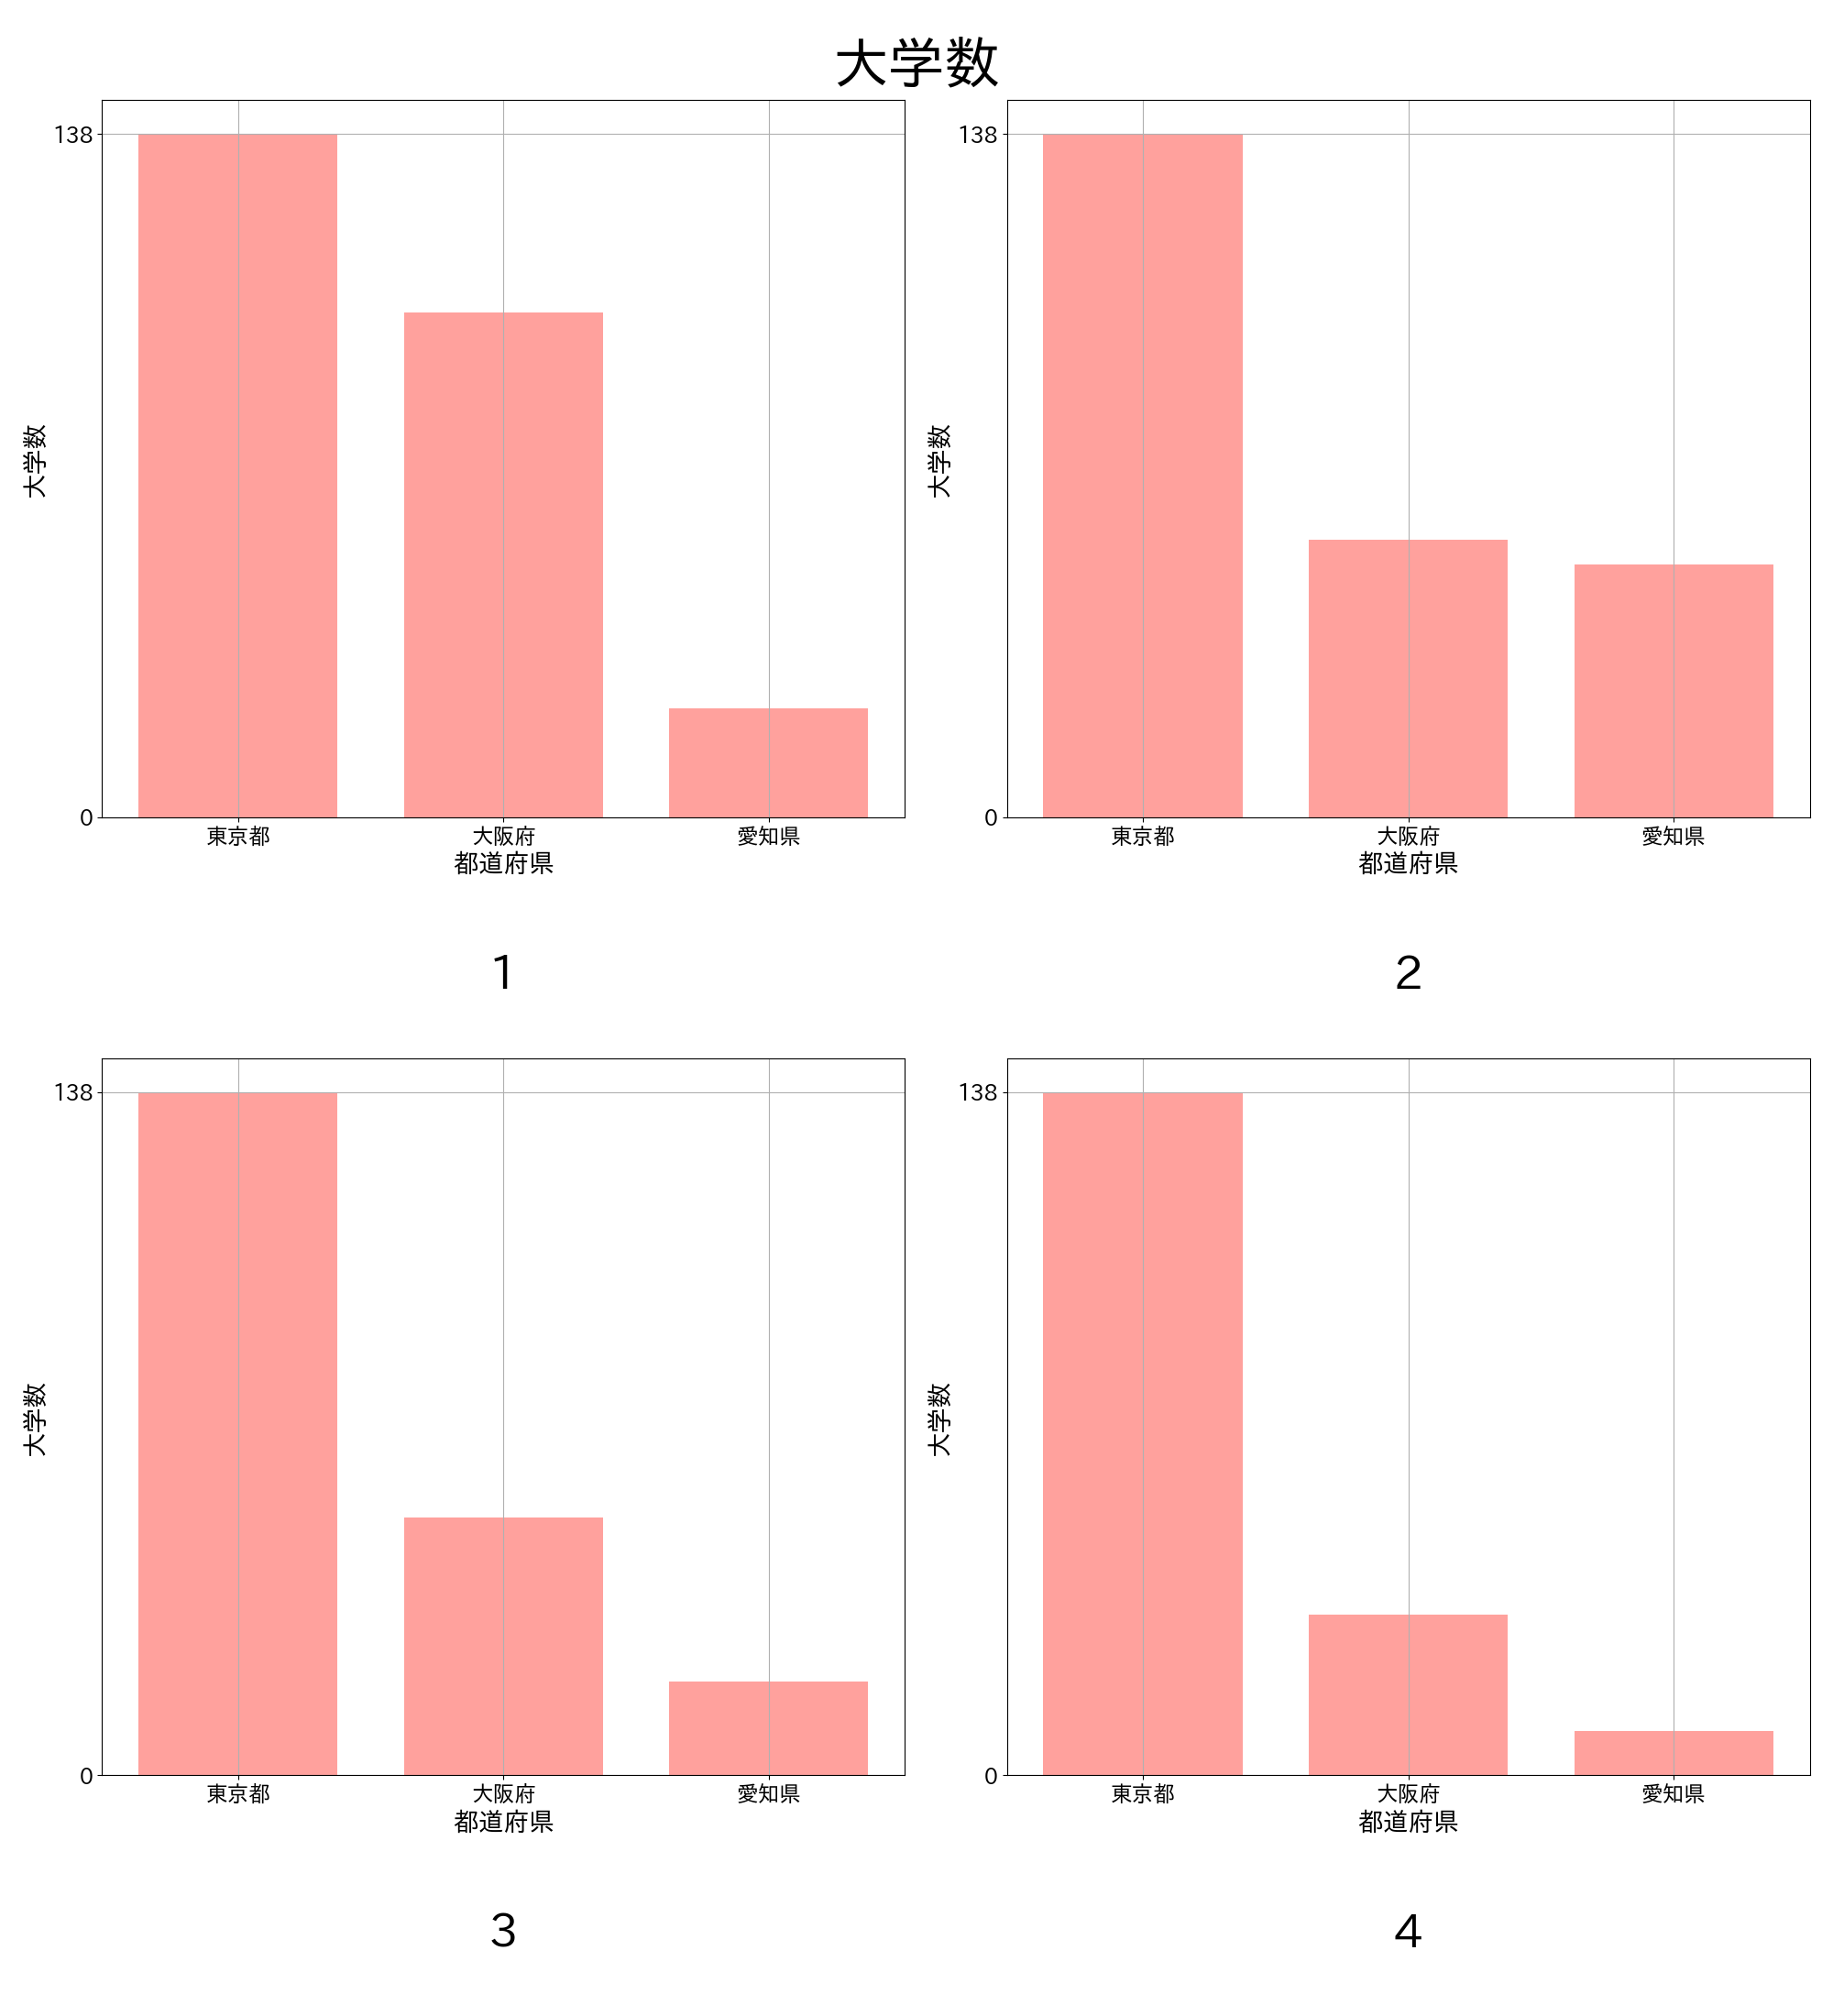 大学数
138
0
大学数
東京都 大阪府 愛知県
都道府県
1
138
0
大学数
東京都 大阪府 愛知県
都道府県
2
138
0
大学数
東京都 大阪府 愛知県
都道府県
3
138
0
大学数
東京都 大阪府 愛知県
都道府県
4